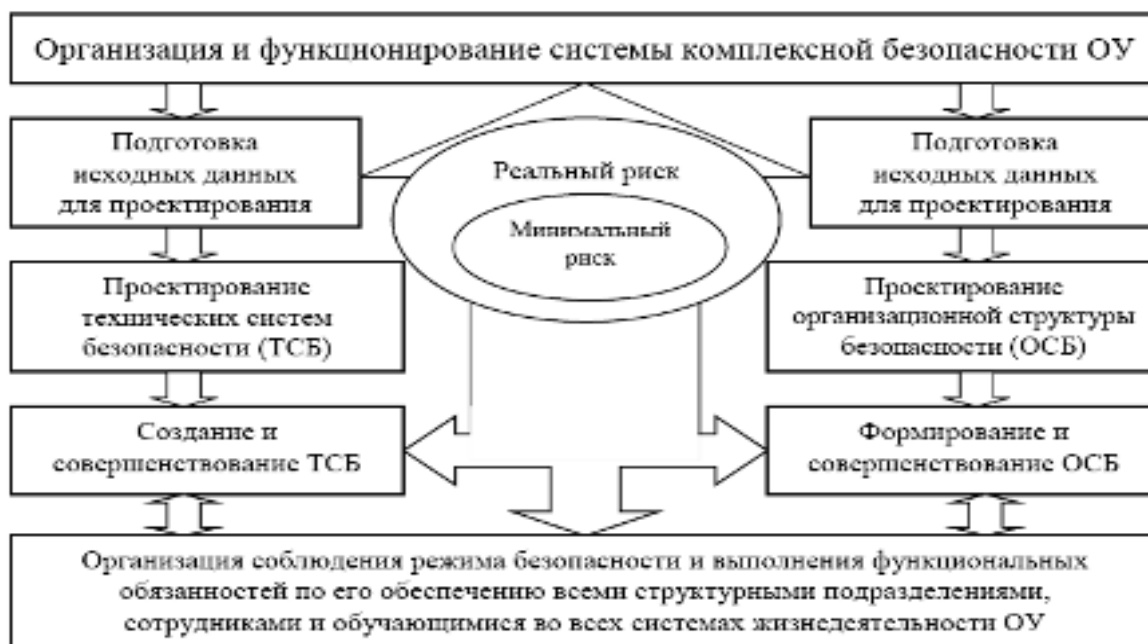 Организация и функционирование системы комплексной безопасности ОУ
Подготовка
исходных данных
для проектирования
Реальный риск
Минимальный
риск
Подготовка
исходных данных
для проектирования
Проектирование
технических систем
безопасности (ТСБ)
Проектирование
организационной структуры
безопасности (ОСБ)
Создание и
совершенствование ТСБ
Формирование и
совершенствование ОСБ
Организация соблюдения режима безопасности и выполнения функциональных
обязанностей по его обеспечению всеми структурными подразделениями,
сотрудниками и обучающимися во всех системах жизнедеятельности ОУ